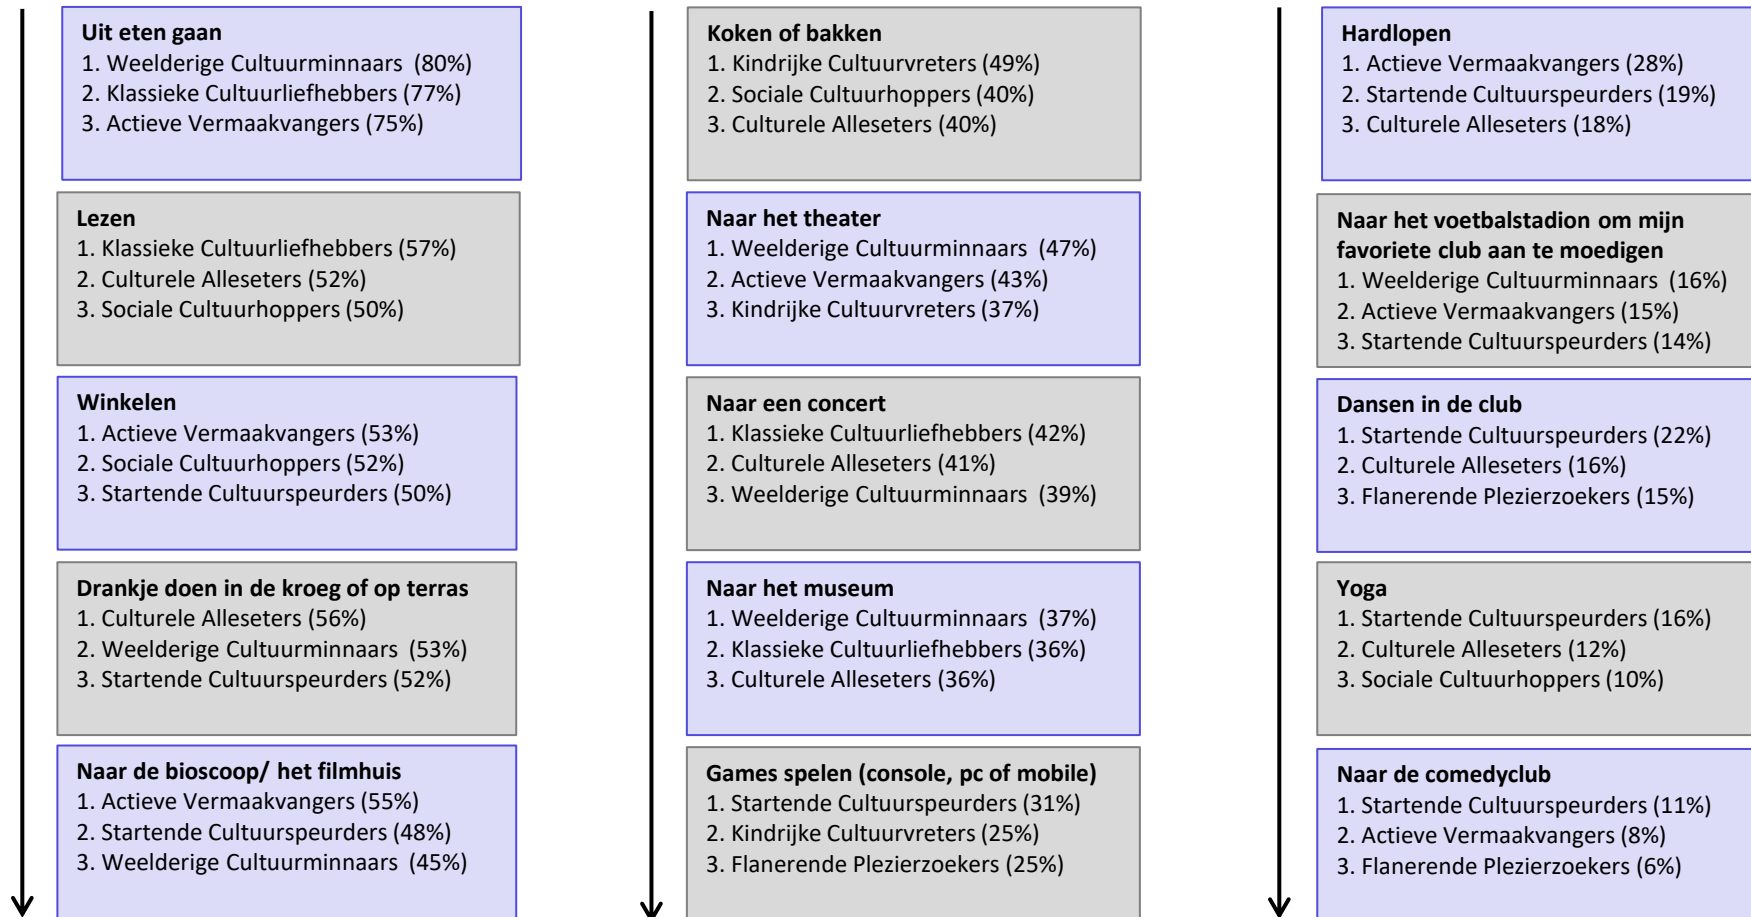 Uit eten gaan
1. Weelderige Cultuurminnaars (80%)
2. Klassieke Cultuurliefhebbers (77%)
3. Actieve Vermaakvangers (75%)
Lezen
1. Klassieke Cultuurliefhebbers (57%)
2. Culturele Alleseters (52%)
3. Sociale Cultuurhoppers (50%)
Winkelen
1. Actieve Vermaakvangers (53%)
2. Sociale Cultuurhoppers (52%)
3. Startende Cultuurspeurders (50%)
Drankje doen in de kroeg of op terras
1. Culturele Alleseters (56%)
2. Weelderige Cultuurminnaars (53%)
3. Startende Cultuurspeurders (52%)
Naar de bioscoop/ het filmhuis
1. Actieve Vermaakvangers (55%)
2. Startende Cultuurspeurders (48%)
3. Weelderige Cultuurminnaars (45%)
Koken of bakken
1. Kindrijke Cultuurvreters (49%)
2. Sociale Cultuurhoppers (40%)
3. Culturele Alleseters (40%)
Naar het theater
1. Weelderige Cultuurminnaars (47%)
2. Actieve Vermaakvangers (43%)
3. Kindrijke Cultuurvreters (37%)
Naar een concert
1. Klassieke Cultuurliefhebbers (42%)
2. Culturele Alleseters (41%)
3. Weelderige Cultuurminnaars (39%)
Naar het museum
1. Weelderige Cultuurminnaars (37%)
2. Klassieke Cultuurliefhebbers (36%)
3. Culturele Alleseters (36%)
Games spelen (console, pc of mobile)
1. Startende Cultuurspeurders (31%)
2. Kindrijke Cultuurvreters (25%)
3. Flanerende Plezierzoekers (25%)
Hardlopen
1. Actieve Vermaakvangers (28%)
2. Startende Cultuurspeurders (19%)
3. Culturele Alleseters (18%)
Naar het voetbalstadion om mijn
favoriete club aan te moedigen
1. Weelderige Cultuurminnaars (16%)
2. Actieve Vermaakvangers (15%)
3. Startende Cultuurspeurders (14%)
Dansen in de club
1. Startende Cultuurspeurders (22%)
2. Culturele Alleseters (16%)
3. Flanerende Plezierzoekers (15%)
Yoga
1. Startende Cultuurspeurders (16%)
2. Culturele Alleseters (12%)
3. Sociale Cultuurhoppers (10%)
Naar de comedyclub
1. Startende Cultuurspeurders (11%)
2. Actieve Vermaakvangers (8%)
3. Flanerende Plezierzoekers (6%)